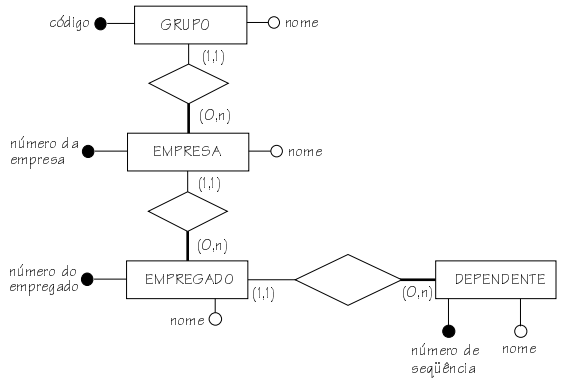 código
GRUPO
nome
(1,1)
(0,n)
número da
empresa
EMPRESA
nome
(1,1)
(0,n)
número do
empregado
EMPREGADO
(1,1)
(0,n)
DEPENDENTE
nome
número de
seqüência
nome